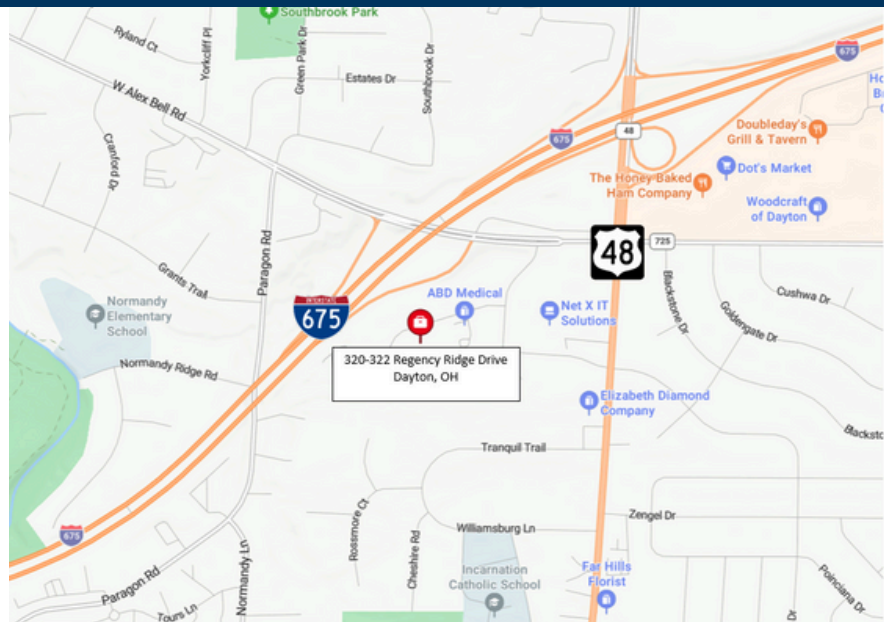 Southbrook Park
Ryland Ct
Yorkcliff Pl
Green Park Dr
Estates Dr
Southbrook Dr
675
W Alex Bell Rd
Cranford Dr
675
48
Doubleday's
Grill & Tavern
Dot's Market
The Honey Baked
Ham Company
Woodcraft
of Dayton
48
725
Paragon Rd
Grants Trail
Normandy
Elementary
School
INTERSTATE
675
ABD Medical
Net X IT
Solutions
Blackstone Dr
Goldengate Dr
Cushwa Dr
320-322 Regency Ridge Drive
Dayton, OH
Normandy Ridge Rd
Elizabeth Diamond
Company
Tranquil Trail
Rossmore Ct
Cheshire Rd
Williamsburg Ln
Zengel Dr
675
Paragon Rd
Normandy Ln
Tours Ln
Incarnation
Catholic School
Far Hills
Florist
Poinciana Dr
Dr